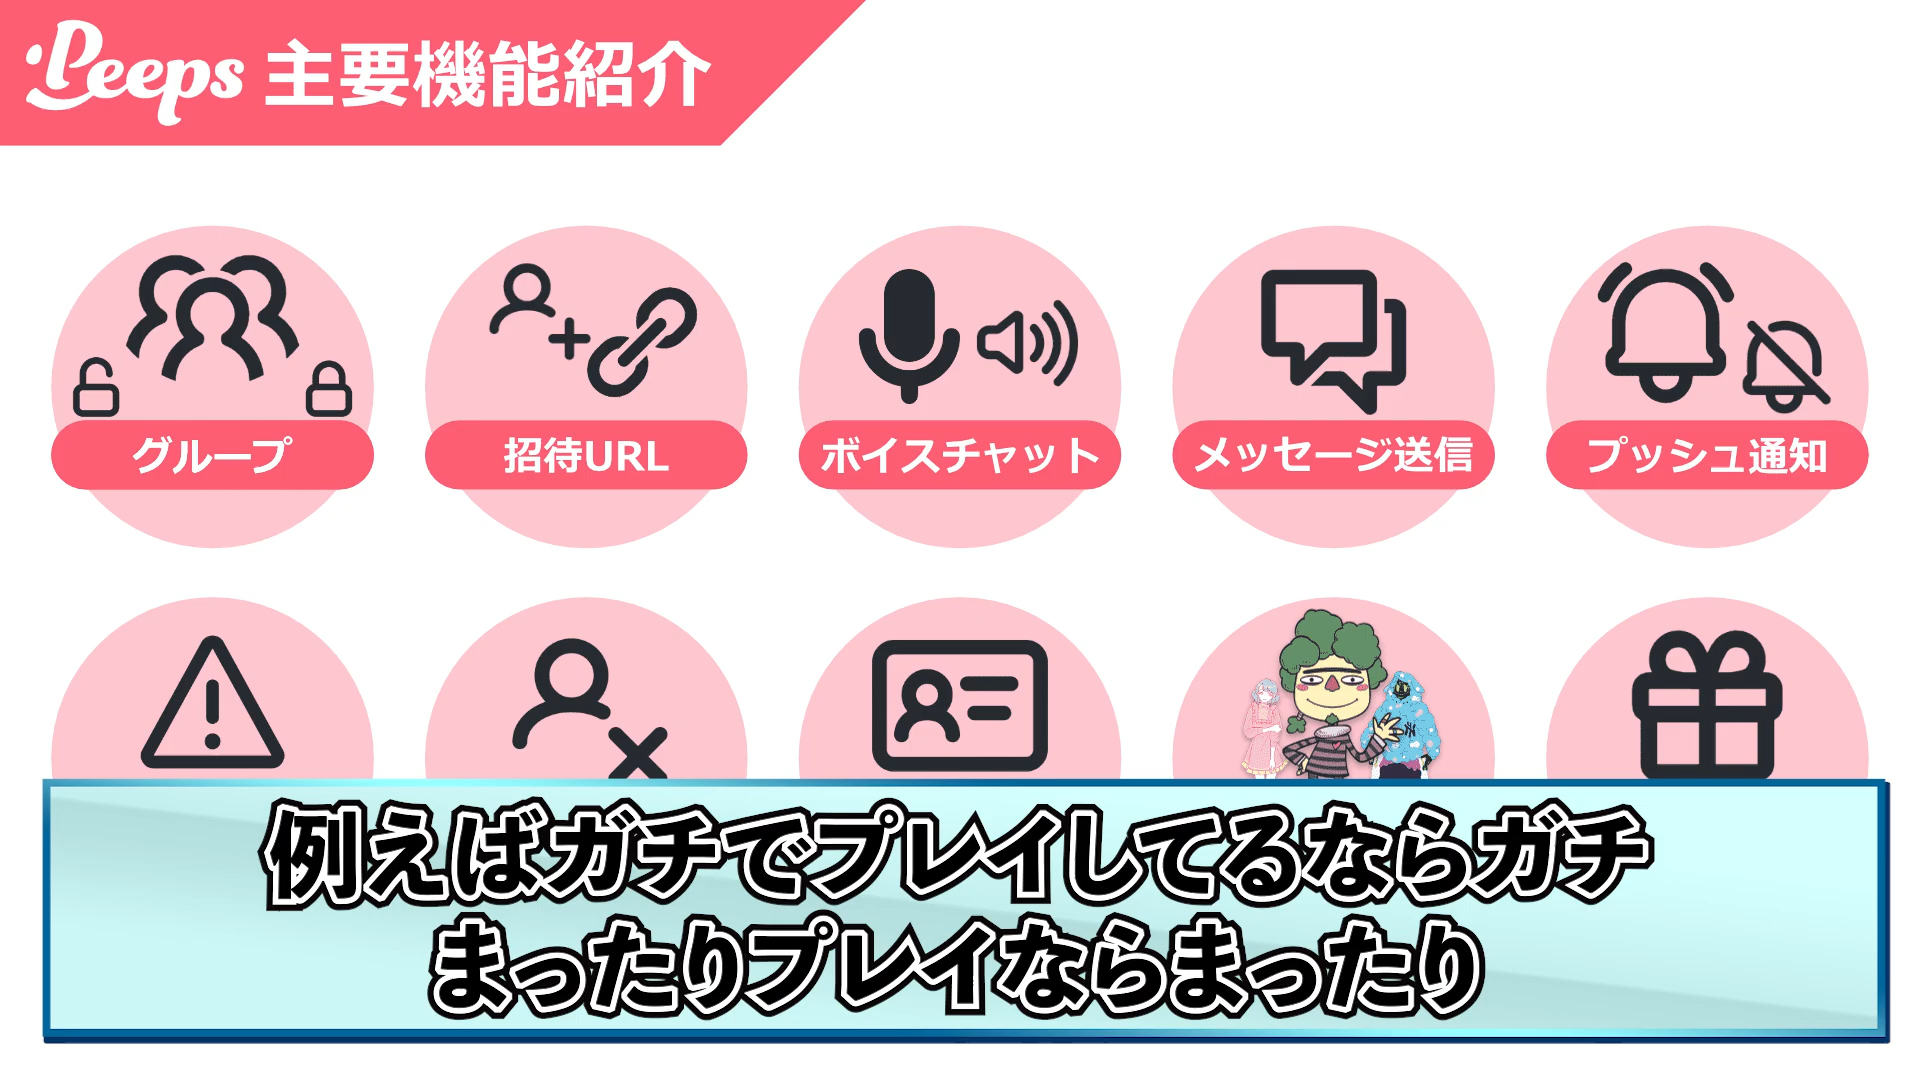 Peeps 主要機能紹介
グループ
招待URL
ボイスチャット
メッセージ送信
プッシュ通知
例えばガチでプレイしてるならガチ
まったりプレイならまったり